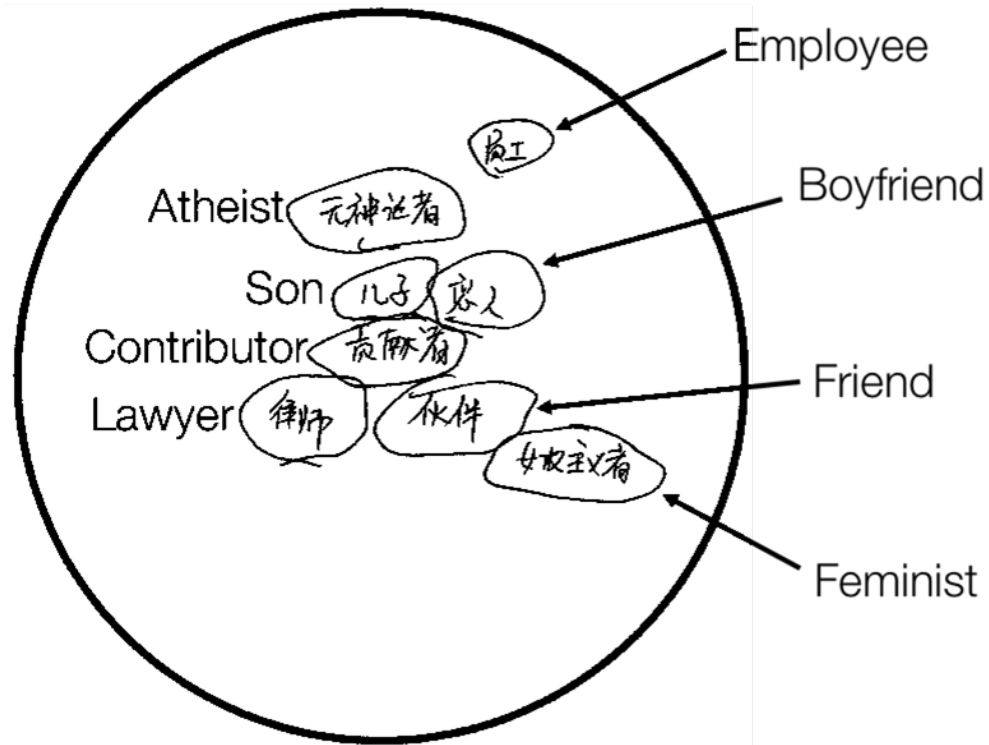 Employee
员工
Boyfriend
Atheist 无神论者
Son 儿子 恋人
Contributor 贡献者
Friend
Lawyer 律师 伙伴
女权主义者
Feminist